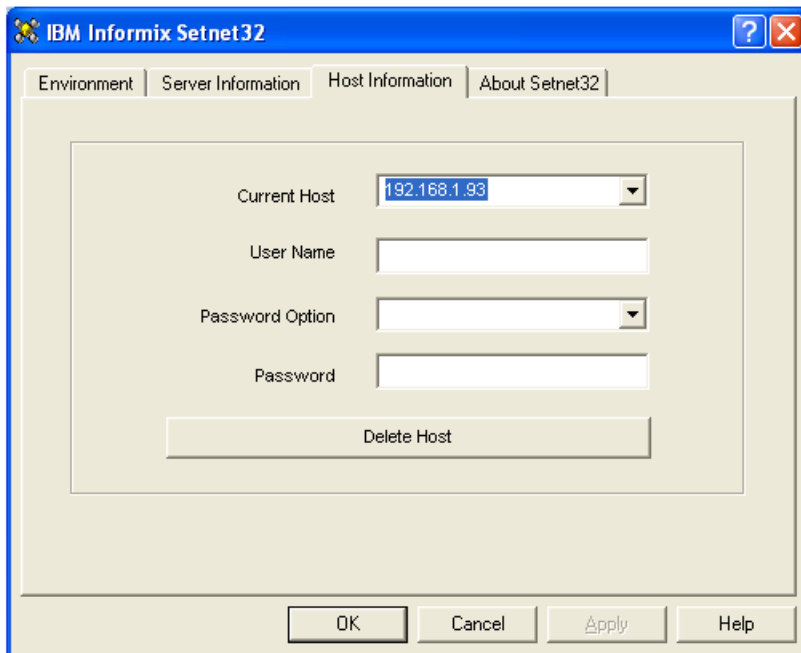 IBM Informix Setnet32
Environment Server Information Host Information About Setnet32
Current Host 192.168.1.93
User Name
Password Option
Password
Delete Host
OK Cancel Apply Help